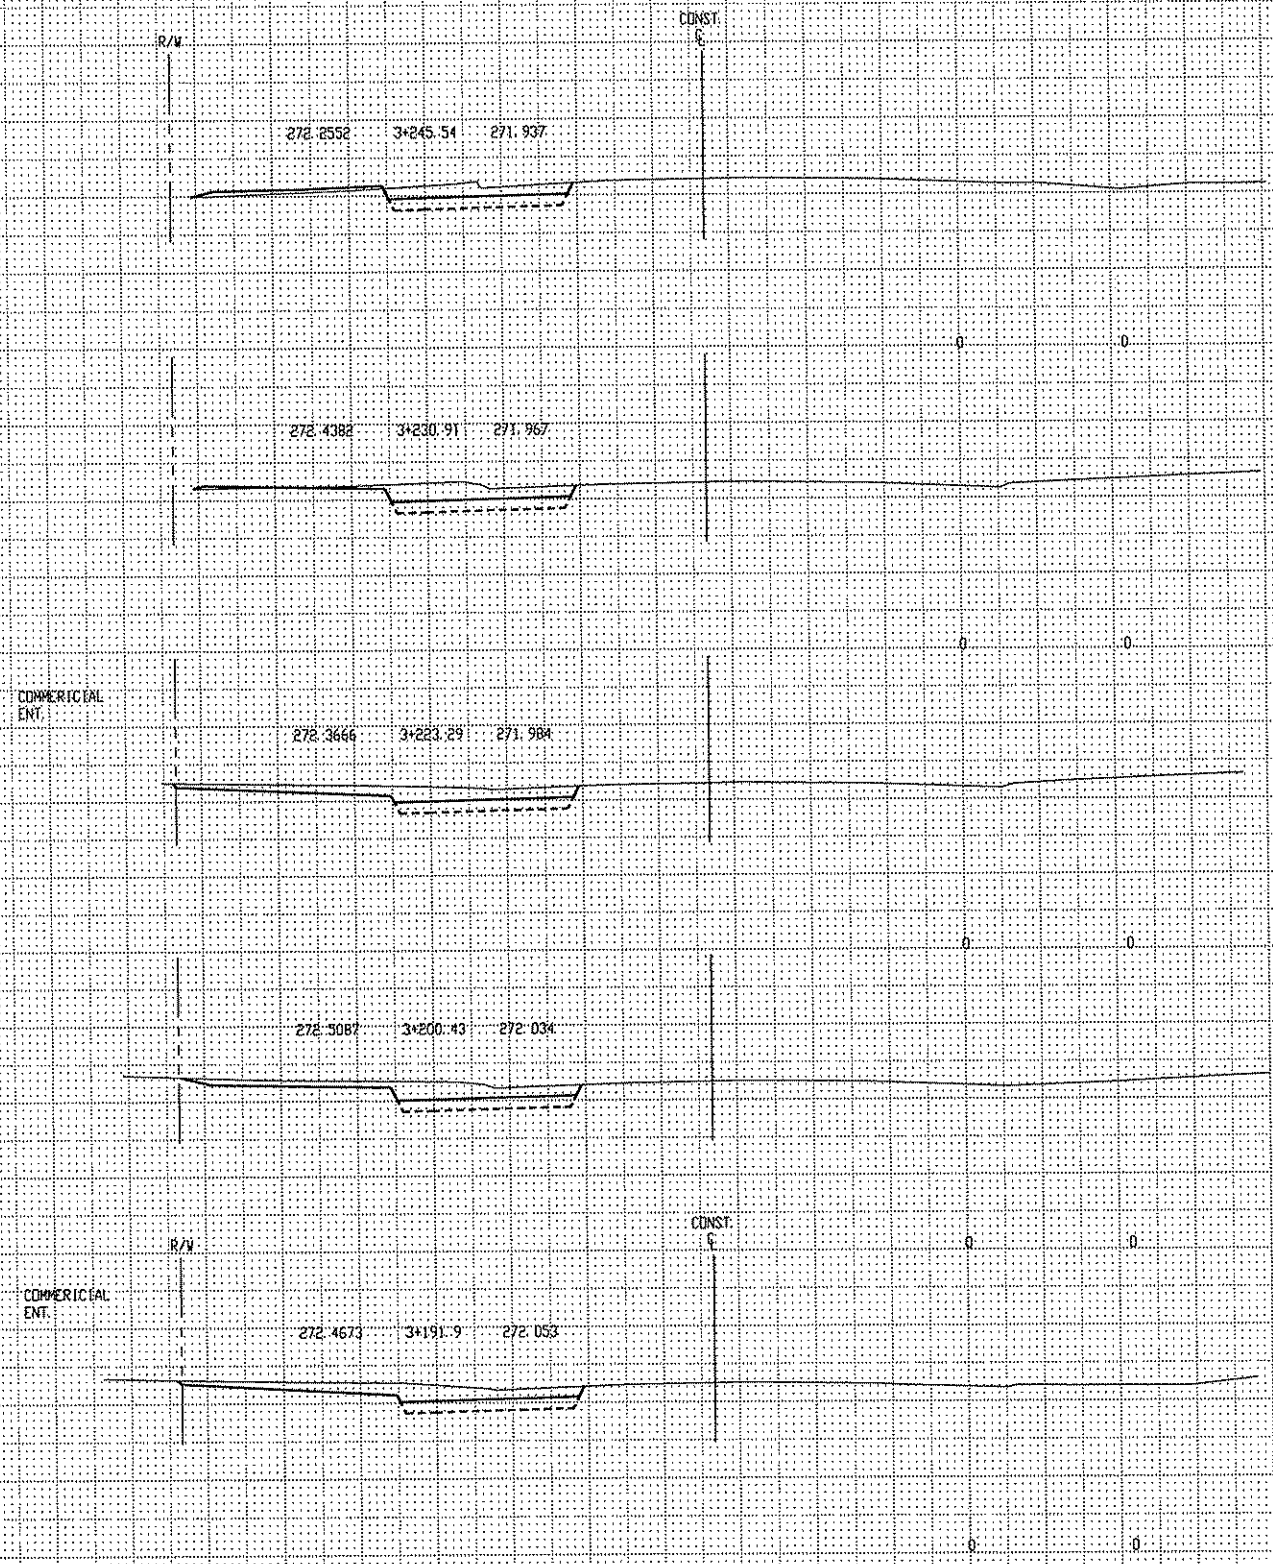 CONST.
℄
R/W
272.2552 3+245.54 271.937
0 0
272.4382 3+230.91 271.967
0 0
COMMERICIAL
ENT.
272.3666 3+223.29 271.984
0 0
272.5087 3+200.43 272.034
CONST.
℄
R/W
0 0
COMMERICIAL
ENT.
272.4673 3+191.9 272.053
0 0